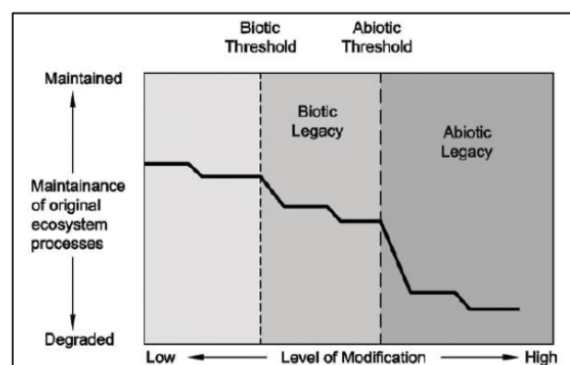 Biotic
Threshold
Abiotic
Threshold
Maintained
Biotic
Legacy
Abiotic
Legacy
Maintainance
of original
ecosystem
processes
Degraded
Low
Level of Modification
High